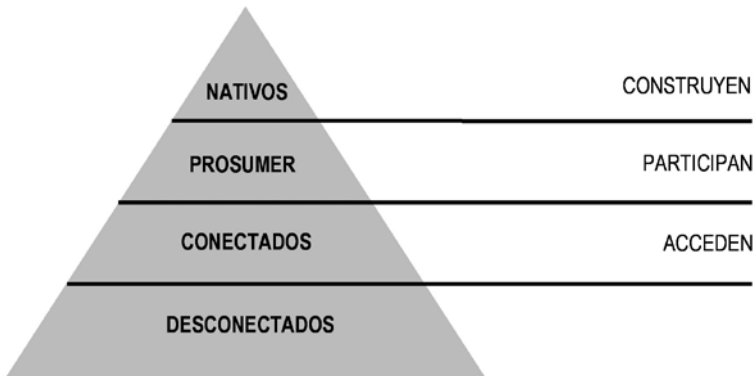 NATIVOS CONSTRUYEN
PROSUMER PARTICIPAN
CONECTADOS ACCEDEN
DESCONECTADOS